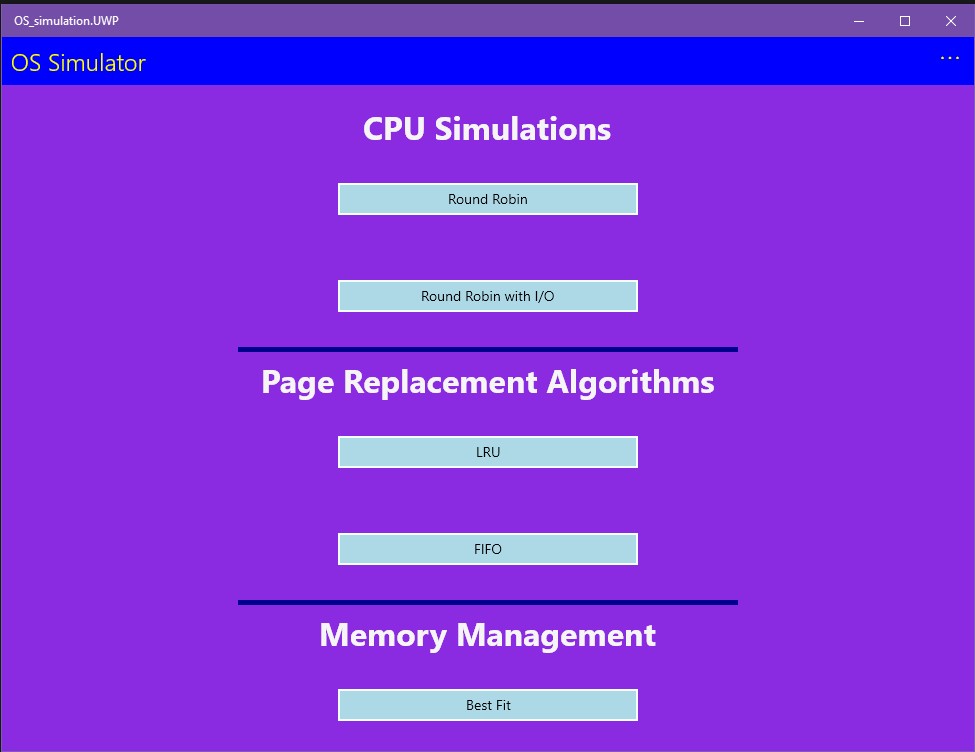 OS_simulation.UWP
OS Simulator
CPU Simulations
Round Robin
Round Robin with I/O
Page Replacement Algorithms
LRU
FIFO
Memory Management
Best Fit